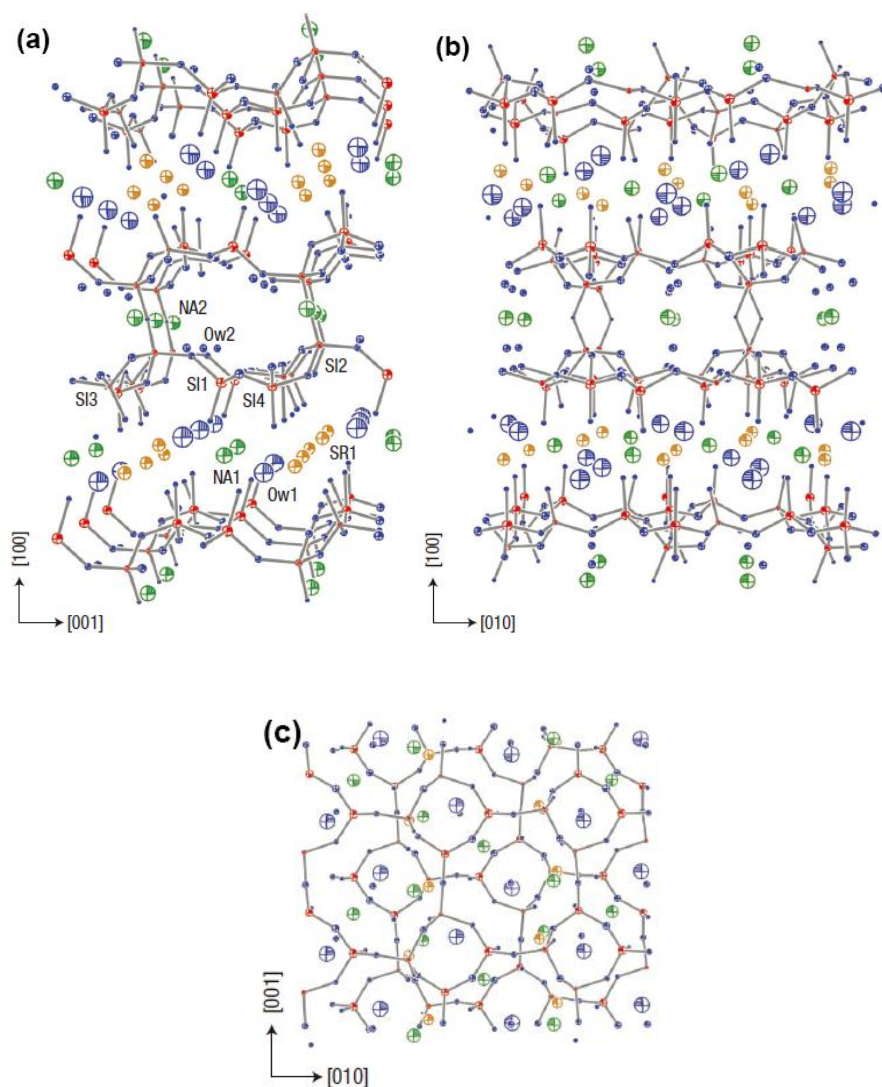 (a)
(b)
NA2
Ow2
SI2
SI1
SI3
SI4
SR1
NA1
Ow1
[100]
[001]
[100]
[010]
(c)
[001]
[010]